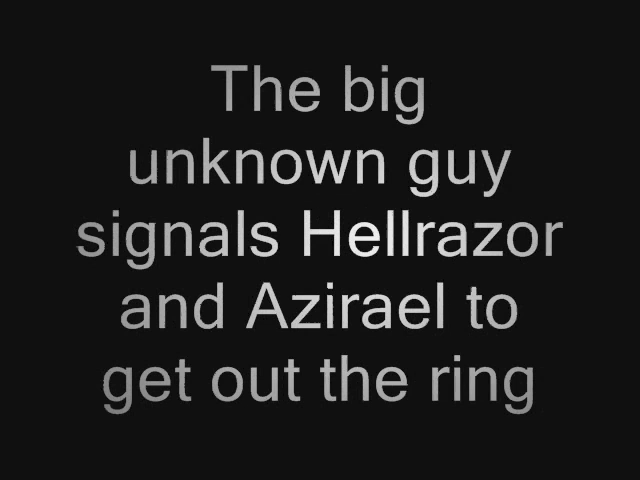 The big
unknown guy
signals Hellrazor
and Azirael to
get out the ring